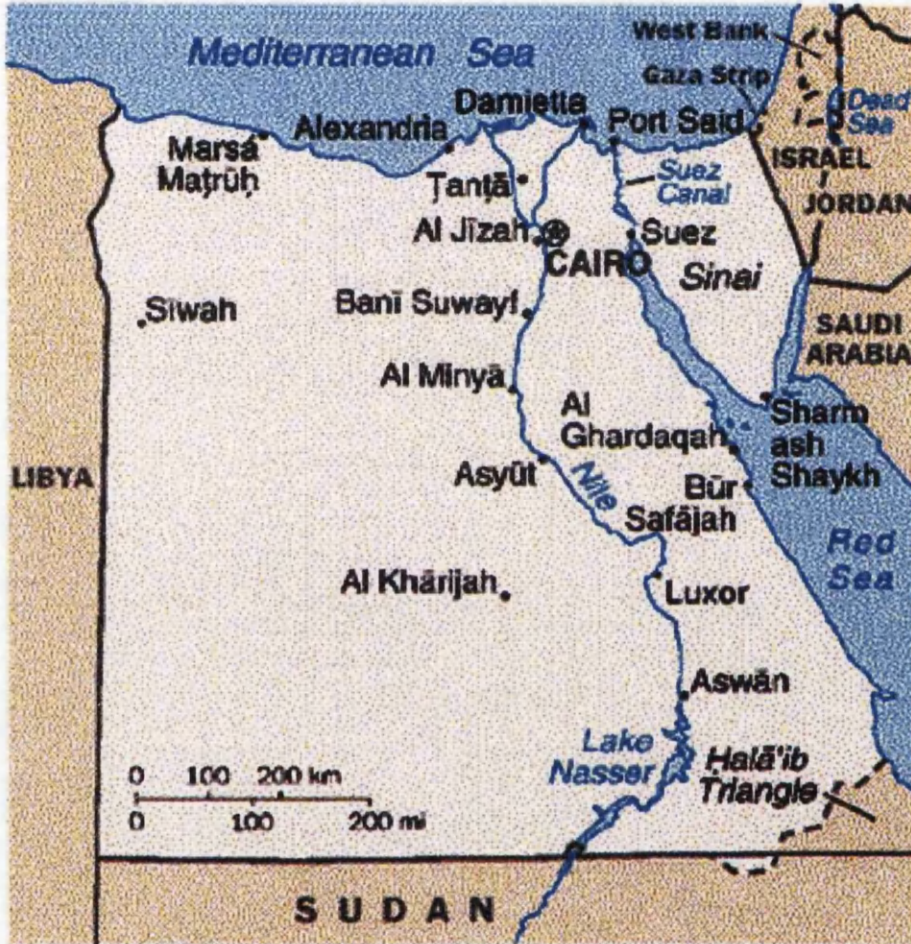 Mediterranean Sea
West Bank
Gaza Strip
Dead
Sea
Damietta
Alexandria
Port Said
Marsá
Maţrūḩ
ISRAEL
Suez
Canal
Ţanţā
JORDAN
Al Jīzah
Suez
CAIRO
Sinai
Sīwah
Banī Suwayf
SAUDI
ARABIA
Al Minyā
Al
Ghardaqah
Sharm
ash
Shaykh
LIBYA
Asyūt
Nile
Būr
Safājah
Red
Sea
Al Khārijah
Luxor
Aswān
Lake
Nasser
Ḩalā'ib
Triangle
0 100 200 km
0 100 200 mi
SUDAN